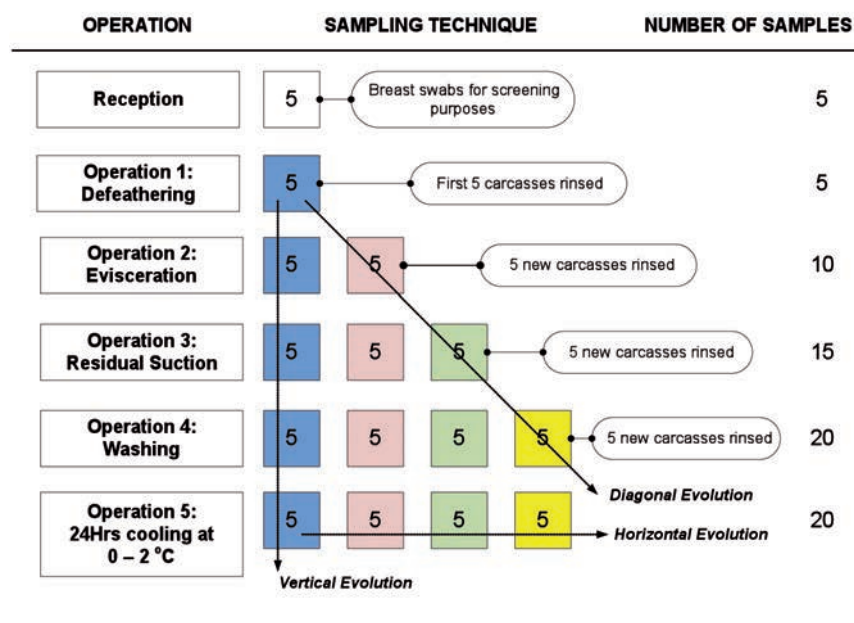 OPERATION SAMPLING TECHNIQUE NUMBER OF SAMPLES
Reception
5
Breast swabs for screening
purposes
5
Operation 1:
Defeathering
5
First 5 carcasses rinsed
5
Operation 2:
Evisceration
5 5
5 new carcasses rinsed
10
Operation 3:
Residual Suction
5 5 5
5 new carcasses rinsed
15
Operation 4:
Washing
5 5 5 5
5 new carcasses rinsed
20
Diagonal Evolution
Operation 5:
24Hrs cooling at
0 – 2 °C
5 5 5 5
20
Horizontal Evolution
Vertical Evolution